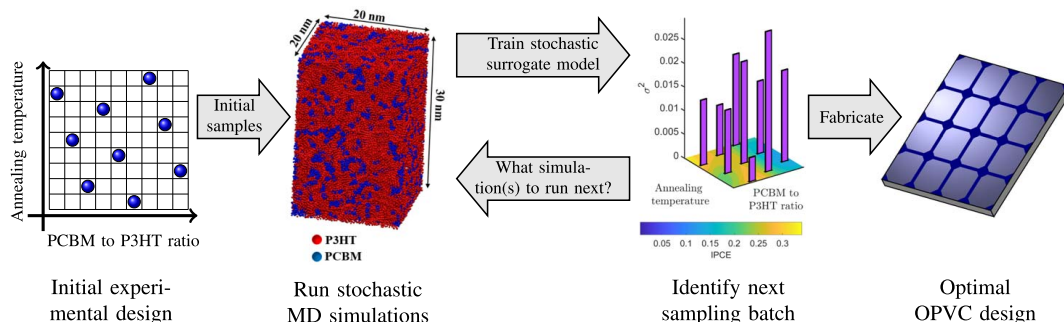 Annealing temperature
PCBM to P3HT ratio
Initial experi-
mental design
Initial
samples
20 nm
20 nm
30 nm
P3HT
PCBM
Run stochastic
MD simulations
Train stochastic
surrogate model
What simula-
tion(s) to run next?
0.025
0.02
0.015
0.01
0.005
0
σ²
Annealing
temperature
PCBM to
P3HT ratio
0.05 0.1 0.15 0.2 0.25 0.3
IPCE
Identify next
sampling batch
Fabricate
Optimal
OPVC design